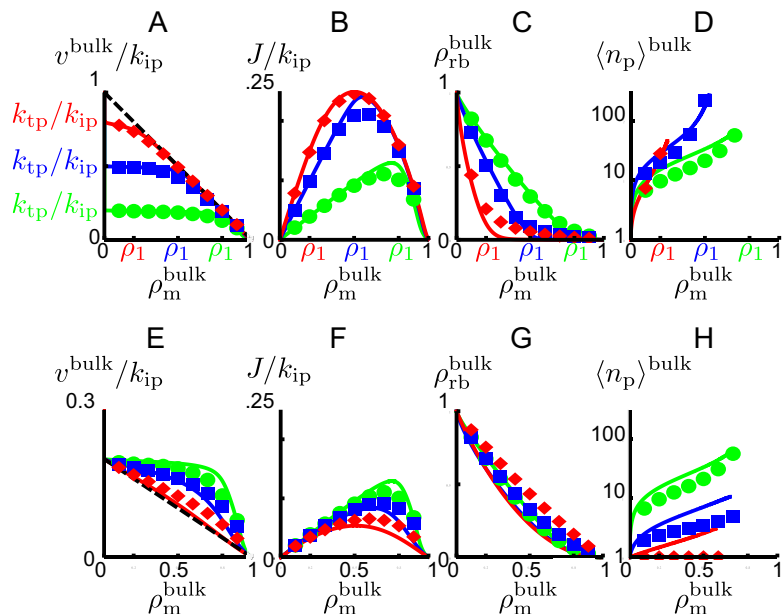 A B C D
v^bulk/k_ip J/k_ip ρ_rb^bulk ⟨n_p⟩^bulk
1 .25 1 100
k_tp/k_ip
k_tp/k_ip 10
k_tp/k_ip
0 0 0 1
0 1 0 1 0 1 0 1
ρ_1 ρ_1 ρ_1 ρ_1 ρ_1 ρ_1 ρ_1 ρ_1 ρ_1 ρ_1 ρ_1 ρ_1
ρ_m^bulk ρ_m^bulk ρ_m^bulk ρ_m^bulk
E F G H
v^bulk/k_ip J/k_ip ρ_rb^bulk ⟨n_p⟩^bulk
0.3 .25 1 100
10
0 0 0 1
0 0.5 1 0 0.5 1 0 0.5 1 0 0.5 1
ρ_m^bulk ρ_m^bulk ρ_m^bulk ρ_m^bulk